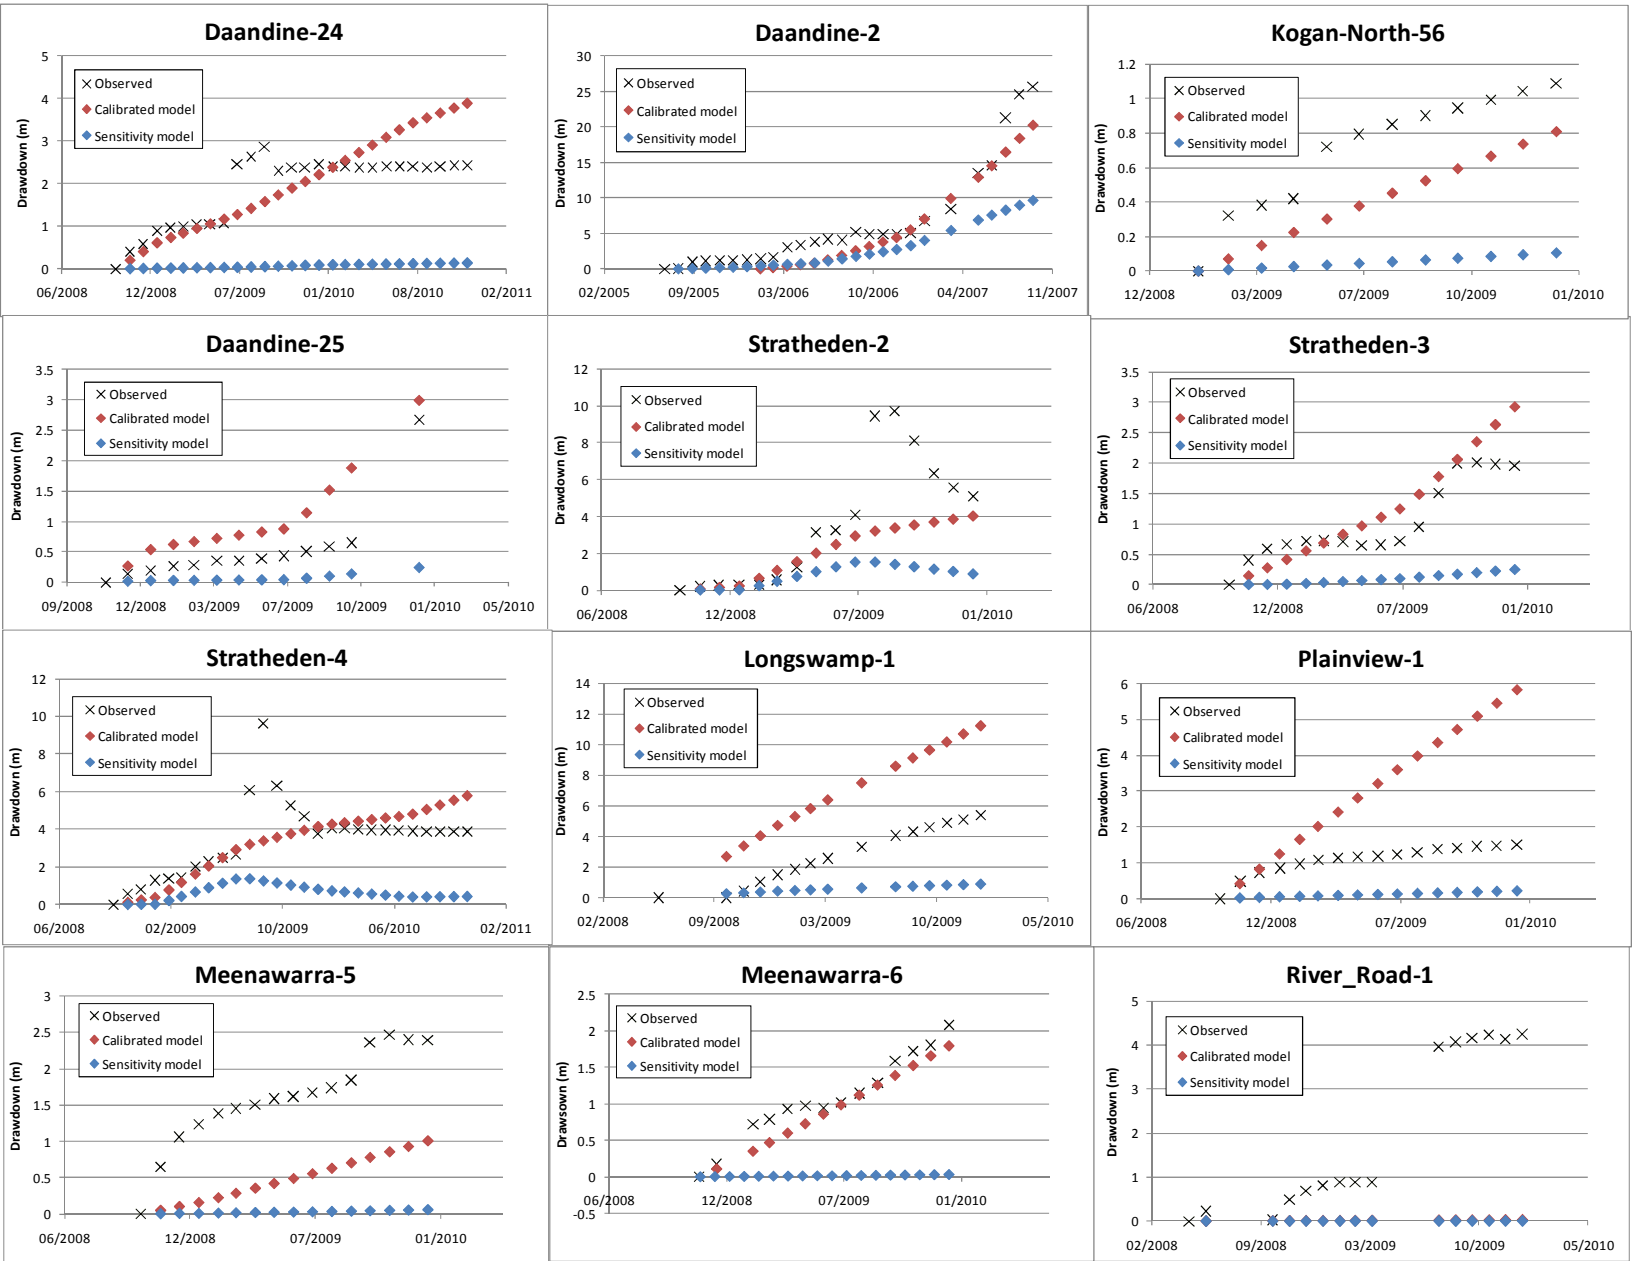 Daandine-24
5
4
3
2
1
0
Drawdown (m)
Observed
Calibrated model
Sensitivity model
06/2008 12/2008 07/2009 01/2010 08/2010 02/2011
Daandine-2
30
25
20
15
10
5
0
Drawdown (m)
Observed
Calibrated model
Sensitivity model
02/2005 09/2005 03/2006 10/2006 04/2007 11/2007
Kogan-North-56
1.2
1
0.8
0.6
0.4
0.2
0
Drawdown (m)
Observed
Calibrated model
Sensitivity model
12/2008 03/2009 07/2009 10/2009 01/2010
Daandine-25
3.5
3
2.5
2
1.5
1
0.5
0
Drawdown (m)
Observed
Calibrated model
Sensitivity model
09/2008 12/2008 03/2009 07/2009 10/2009 01/2010 05/2010
Stratheden-2
12
10
8
6
4
2
0
Drawdown (m)
Observed
Calibrated model
Sensitivity model
06/2008 12/2008 07/2009 01/2010
Stratheden-3
3.5
3
2.5
2
1.5
1
0.5
0
Drawdown (m)
Observed
Calibrated model
Sensitivity model
06/2008 12/2008 07/2009 01/2010
Stratheden-4
12
10
8
6
4
2
0
Drawdown (m)
Observed
Calibrated model
Sensitivity model
06/2008 02/2009 10/2009 06/2010 02/2011
Longswamp-1
14
12
10
8
6
4
2
0
Drawdown (m)
Observed
Calibrated model
Sensitivity model
02/2008 09/2008 03/2009 10/2009 05/2010
Plainview-1
6
5
4
3
2
1
0
Drawdown (m)
Observed
Calibrated model
Sensitivity model
06/2008 12/2008 07/2009 01/2010
Meenawarra-5
3
2.5
2
1.5
1
0.5
0
Drawdown (m)
Observed
Calibrated model
Sensitivity model
06/2008 12/2008 07/2009 01/2010
Meenawarra-6
2.5
2
1.5
1
0.5
0
-0.5
Drawsown (m)
Observed
Calibrated model
Sensitivity model
06/2008 12/2008 07/2009 01/2010
River_Road-1
5
4
3
2
1
0
Drawdown (m)
Observed
Calibrated model
Sensitivity model
02/2008 09/2008 03/2009 10/2009 05/2010